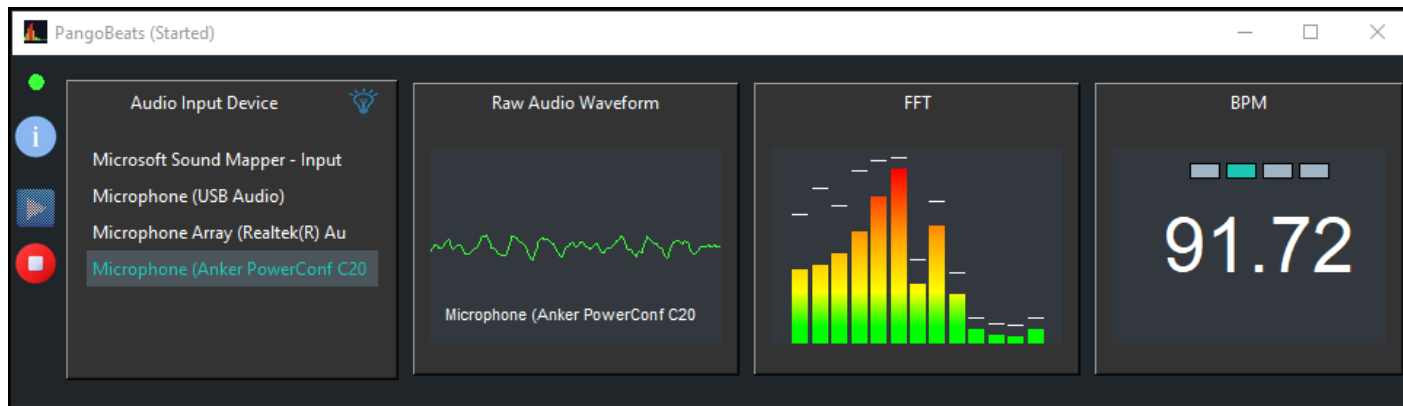 PangoBeats (Started)
Audio Input Device
Microsoft Sound Mapper - Input
Microphone (USB Audio)
Microphone Array (Realtek(R) Au
Microphone (Anker PowerConf C20
Raw Audio Waveform
Microphone (Anker PowerConf C20
FFT
BPM
91.72
i